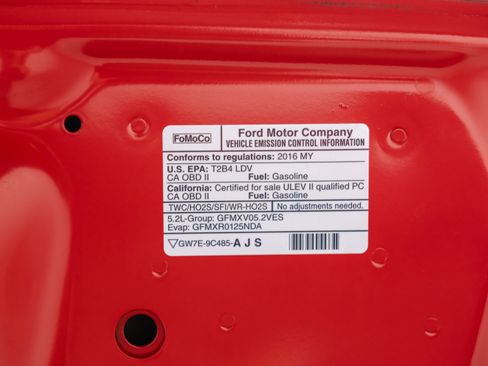 FoMoCo
Ford Motor Company
VEHICLE EMISSION CONTROL INFORMATION
Conforms to regulations: 2016 MY
U.S. EPA: T2B4 LDV
CA OBD II Fuel: Gasoline
California: Certified for sale ULEV II qualified PC
CA OBD II Fuel: Gasoline
TWC/HO2S/SFI/WR-HO2S No adjustments needed.
5.2L-Group: GFMXV05.2VES
Evap: GFMXR0125NDA
GW7E-9C485-A J S